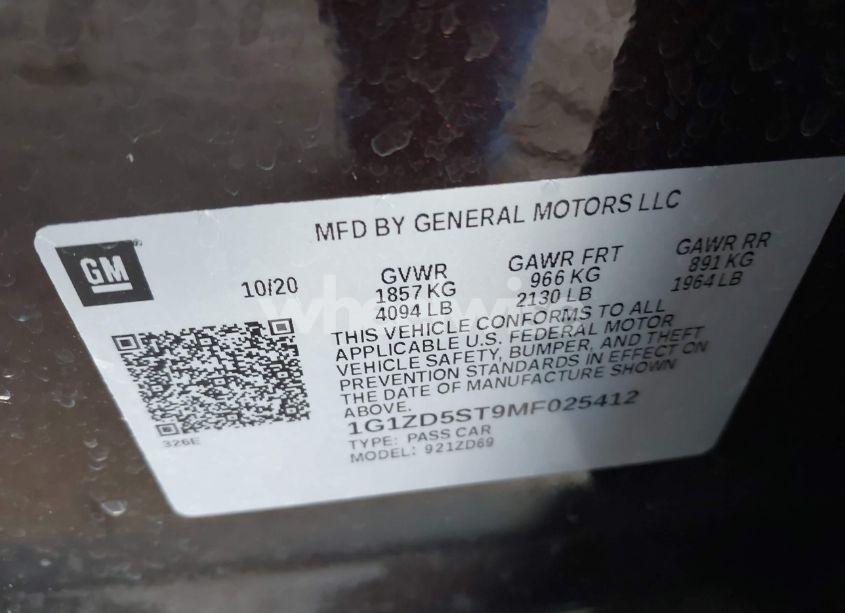 MFD BY GENERAL MOTORS LLC
GM
10/20
GVWR
1857 KG
4094 LB
GAWR FRT
966 KG
2130 LB
GAWR RR
891 KG
1964 LB
THIS VEHICLE CONFORMS TO ALL
APPLICABLE U.S. FEDERAL MOTOR
VEHICLE SAFETY, BUMPER, AND THEFT
PREVENTION STANDARDS IN EFFECT ON
THE DATE OF MANUFACTURE SHOWN
ABOVE.
1G1ZD5ST9MF025412
TYPE: PASS CAR
MODEL: 921ZD69
326E